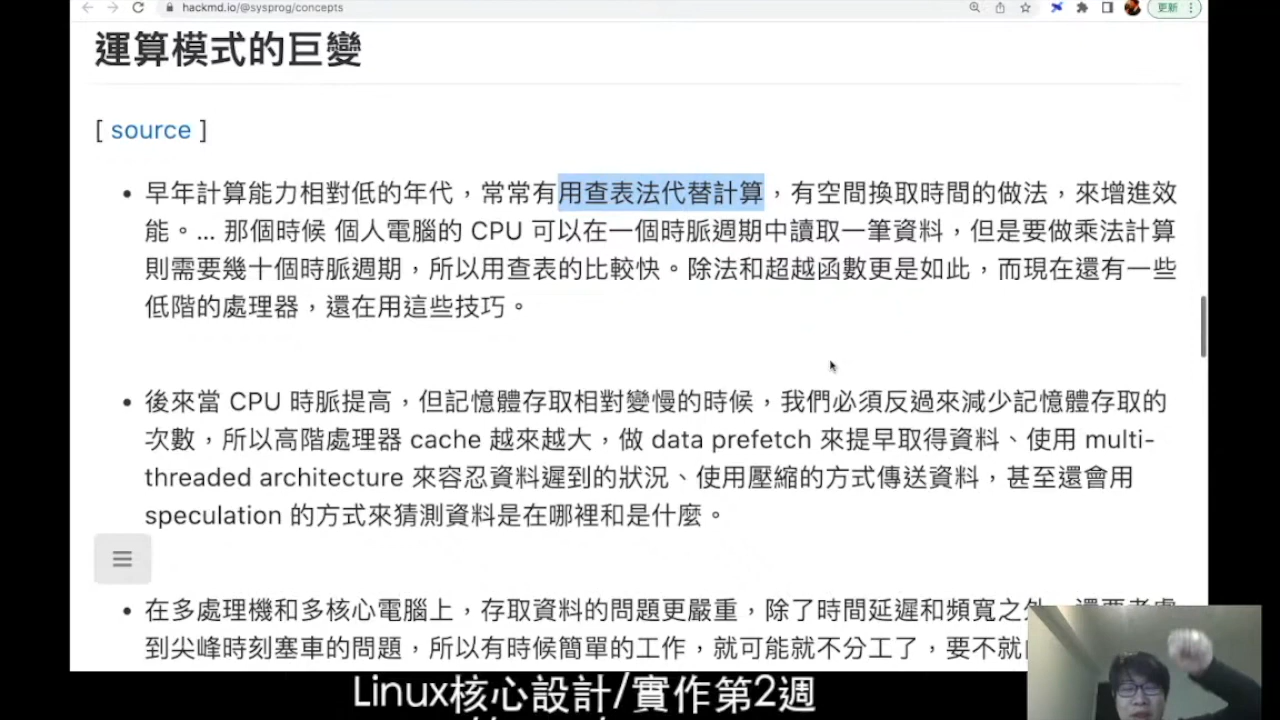 hackmd.io/@sysprog/concepts
更新
運算模式的巨變
[ source ]
• 早年計算能力相對低的年代，常常有用查表法代替計算，有空間換取時間的做法，來增進效
能。... 那個時候 個人電腦的 CPU 可以在一個時脈週期中讀取一筆資料，但是要做乘法計算
則需要幾十個時脈週期，所以用查表的比較快。除法和超越函數更是如此，而現在還有一些
低階的處理器，還在用這些技巧。
• 後來當 CPU 時脈提高，但記憶體存取相對變慢的時候，我們必須反過來減少記憶體存取的
次數，所以高階處理器 cache 越來越大，做 data prefetch 來提早取得資料、使用 multi-
threaded architecture 來容忍資料遲到的狀況、使用壓縮的方式傳送資料，甚至還會用
speculation 的方式來猜測資料是在哪裡和是什麼。
• 在多處理機和多核心電腦上，存取資料的問題更嚴重，除了時間延遲和頻寬之外，還要考慮
到尖峰時刻塞車的問題，所以有時候簡單的工作，就可能就不分工了，要不就
Linux核心設計/實作第2週